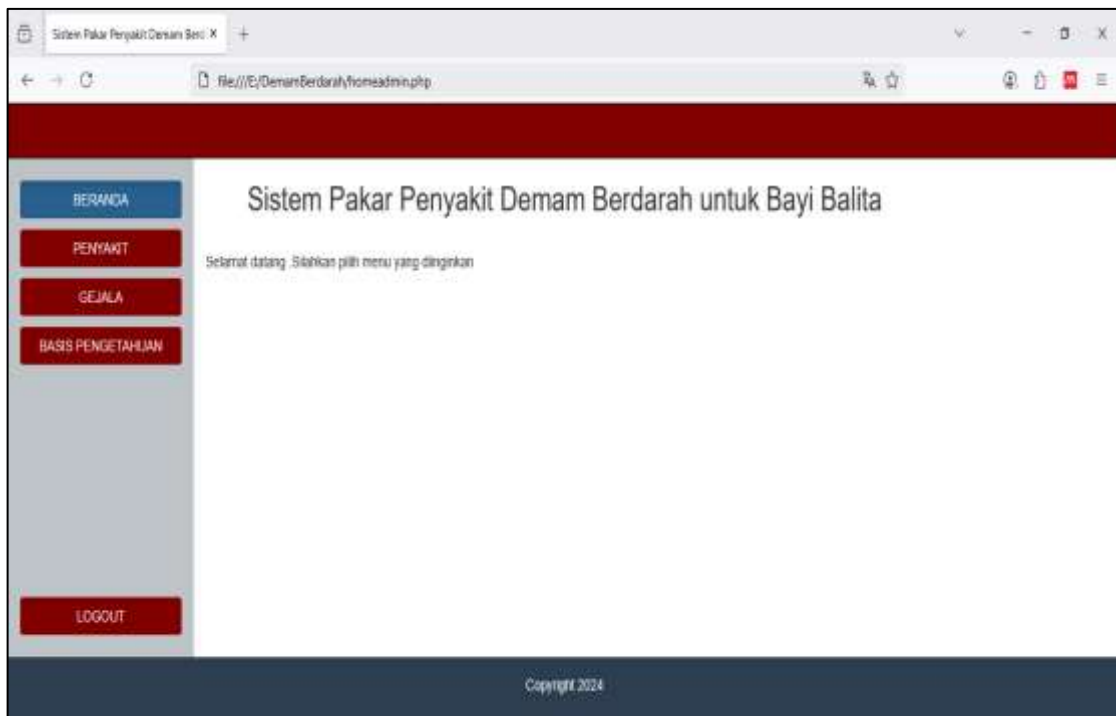 Sistem Pakar Penyakit Demam Berd
file:///E:/DemamBerdarah/homeadmin.php
BERANDA
PENYAKIT
GEJALA
BASIS PENGETAHUAN
LOGOUT
Sistem Pakar Penyakit Demam Berdarah untuk Bayi Balita
Selamat datang .Silahkan pilih menu yang diinginkan
Copyright 2024